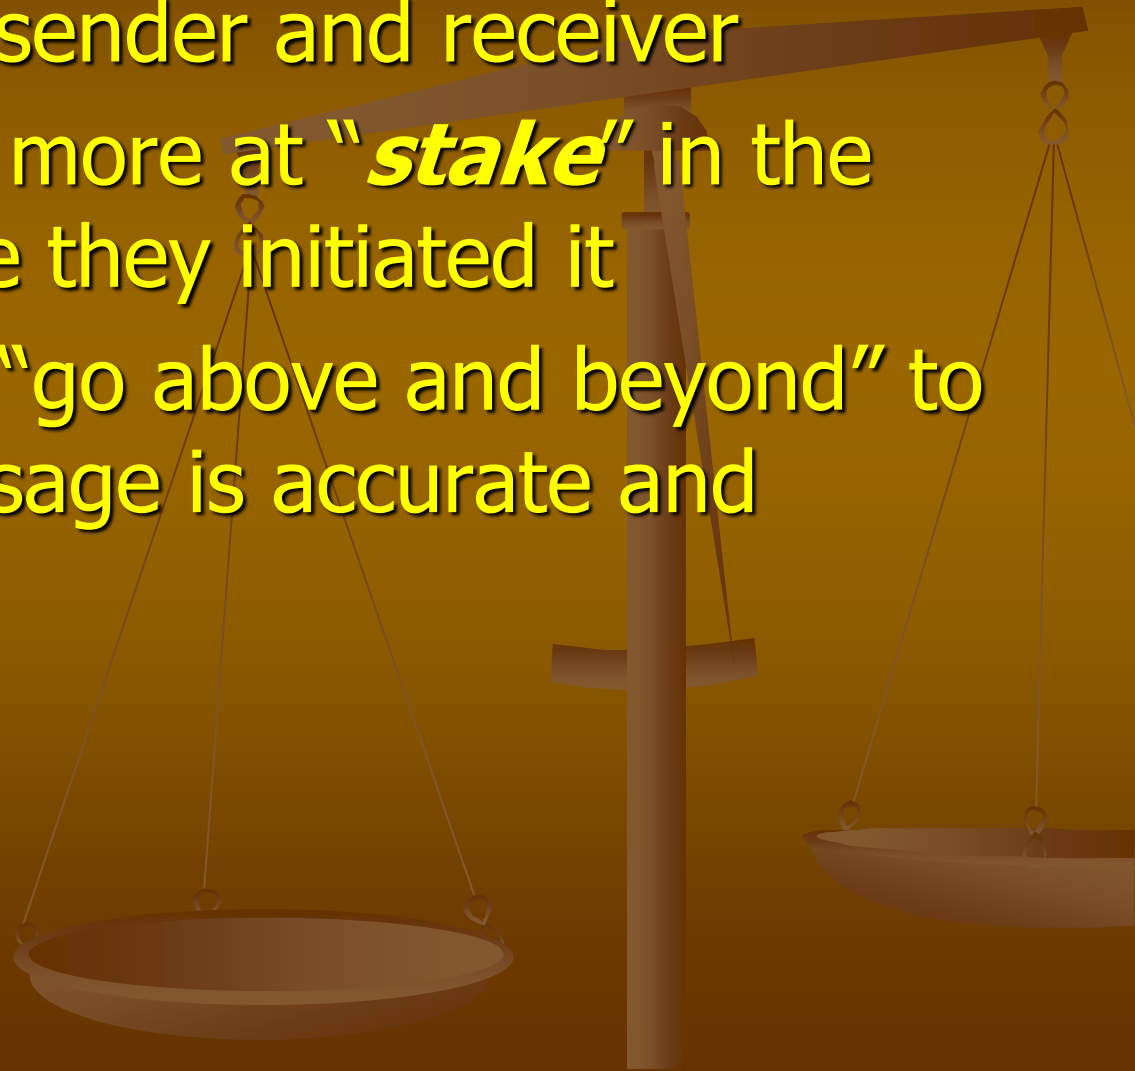 sender and receiver
more at “stake” in the
e they initiated it
“go above and beyond” to
sage is accurate and